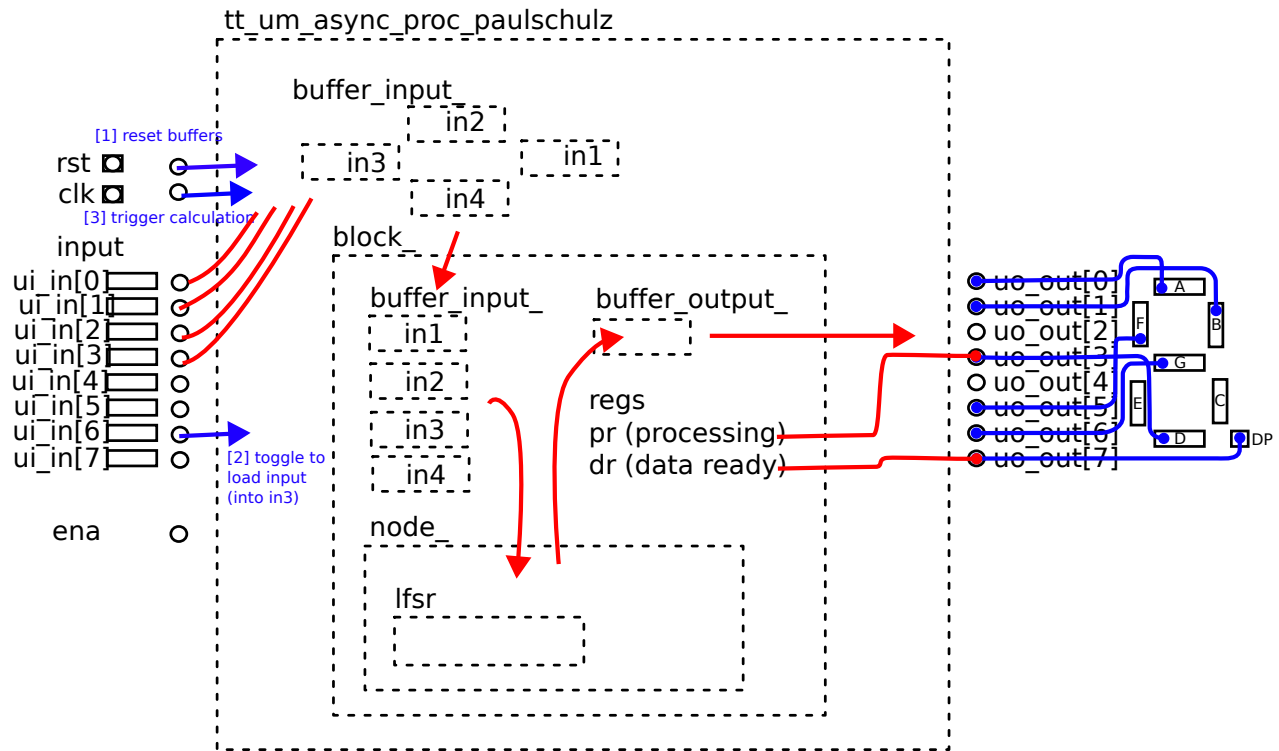 tt_um_async_proc_paulschulz
buffer_input_
in2
in3
in1
in4
[1] reset buffers
rst
clk
[3] trigger calculation
input
ui_in[0]
ui_in[1]
ui_in[2]
ui_in[3]
ui_in[4]
ui_in[5]
ui_in[6]
ui_in[7]
[2] toggle to
load input
(into in3)
ena
block_
buffer_input_
in1
in2
in3
in4
buffer_output_
regs
pr (processing)
dr (data ready)
node_
lfsr
uo_out[0]
uo_out[1]
uo_out[2]
uo_out[3]
uo_out[4]
uo_out[5]
uo_out[6]
uo_out[7]
A
F
B
G
E
C
D
DP